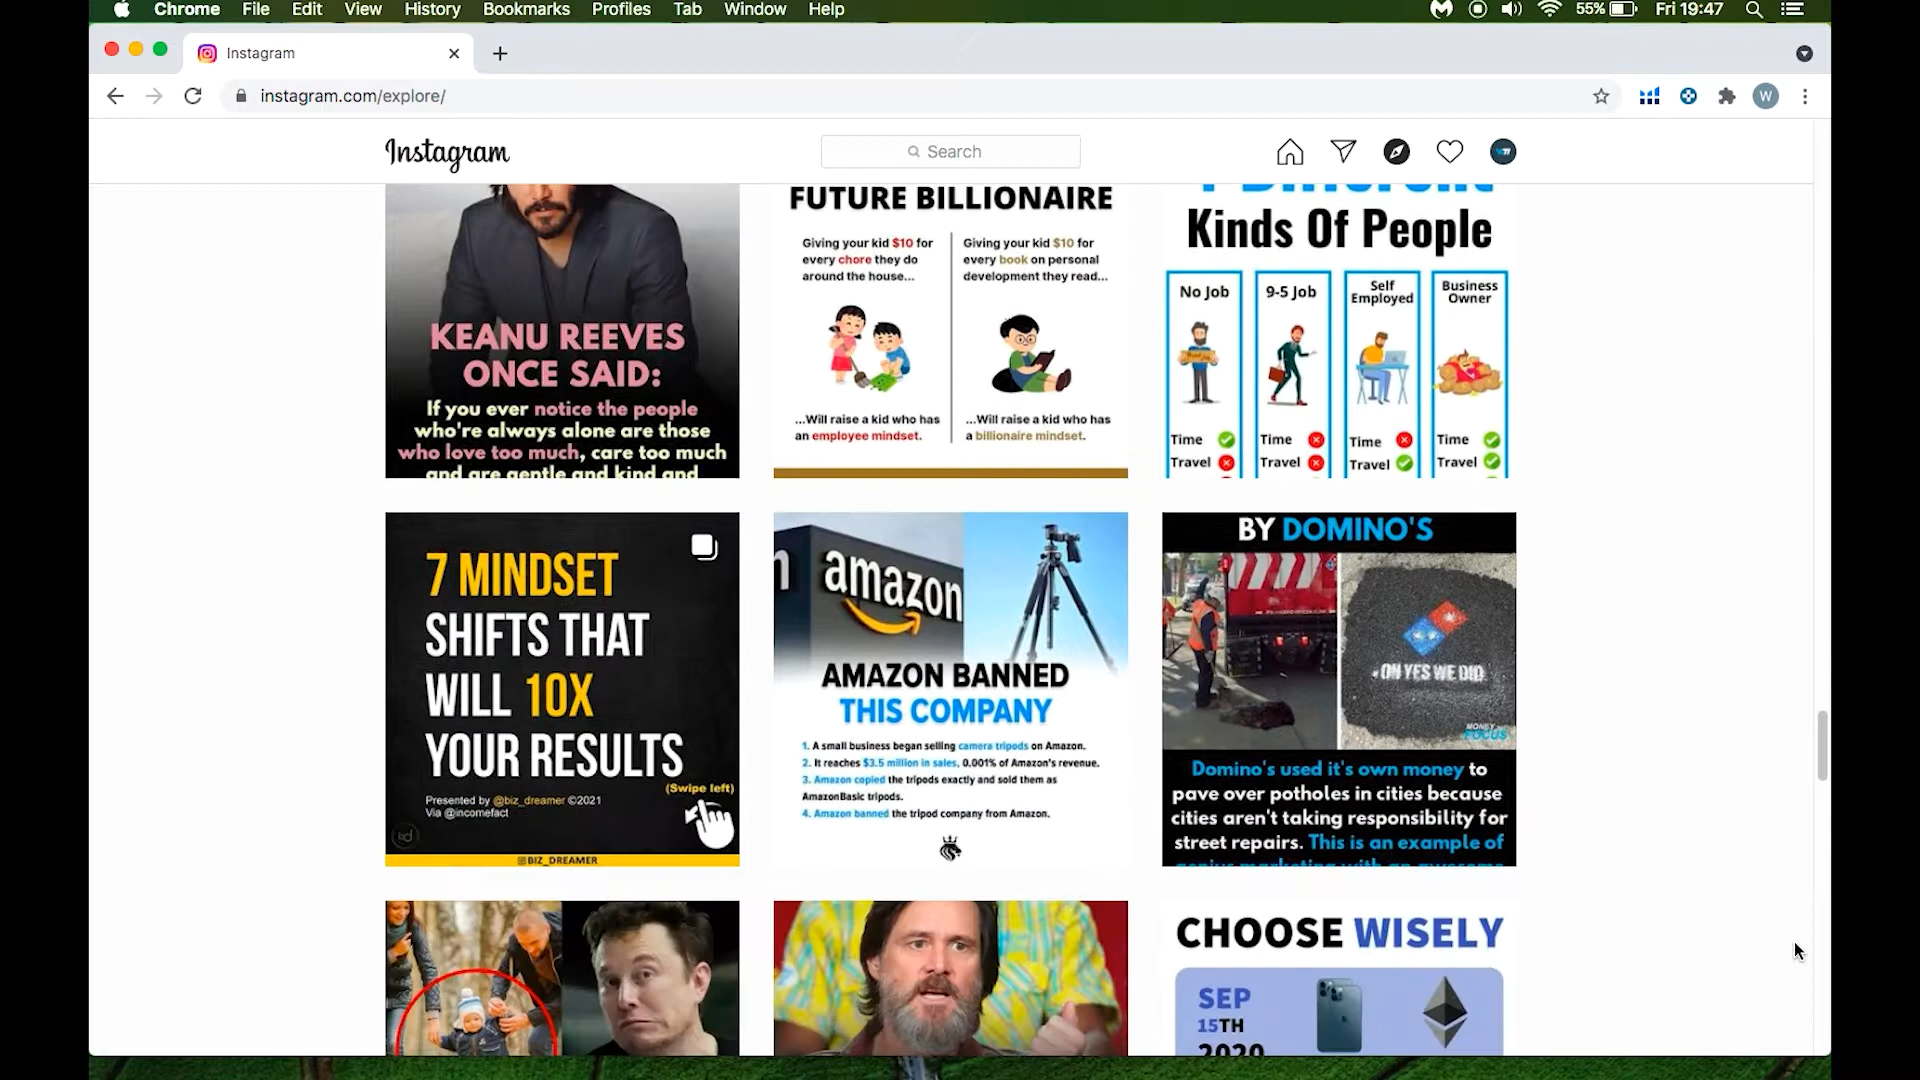 Chrome File Edit View History Bookmarks Profiles Tab Window Help
55% Fri 19:47
Instagram
instagram.com/explore/
W
Instagram
Search
KEANU REEVES
ONCE SAID:
If you ever notice the people
who're always alone are those
who love too much, care too much
and are gentle and kind and
FUTURE BILLIONAIRE
Giving your kid $10 for
every chore they do
around the house...
...Will raise a kid who has
an employee mindset.
Giving your kid $10 for
every book on personal
development they read...
...Will raise a kid who has
a billionaire mindset.
Different
Kinds Of People
No Job
Time
Travel
9-5 Job
Time
Travel
Self
Employed
Time
Travel
Business
Owner
Time
Travel
7 MINDSET
SHIFTS THAT
WILL 10X
YOUR RESULTS
(Swipe left)
Presented by @biz_dreamer ©2021
Via @incomefact
BIZ_DREAMER
amazon
AMAZON BANNED
THIS COMPANY
1. A small business began selling camera tripods on Amazon.
2. It reaches $3.5 million in sales, 0.001% of Amazon's revenue.
3. Amazon copied the tripods exactly and sold them as
AmazonBasic tripods.
4. Amazon banned the tripod company from Amazon.
BY DOMINO'S
OH YES WE DID.
MONEY
FOCUS
Domino's used it's own money to
pave over potholes in cities because
cities aren't taking responsibility for
street repairs. This is an example of
genius marketing with an awesome
CHOOSE WISELY
SEP
15TH
2020